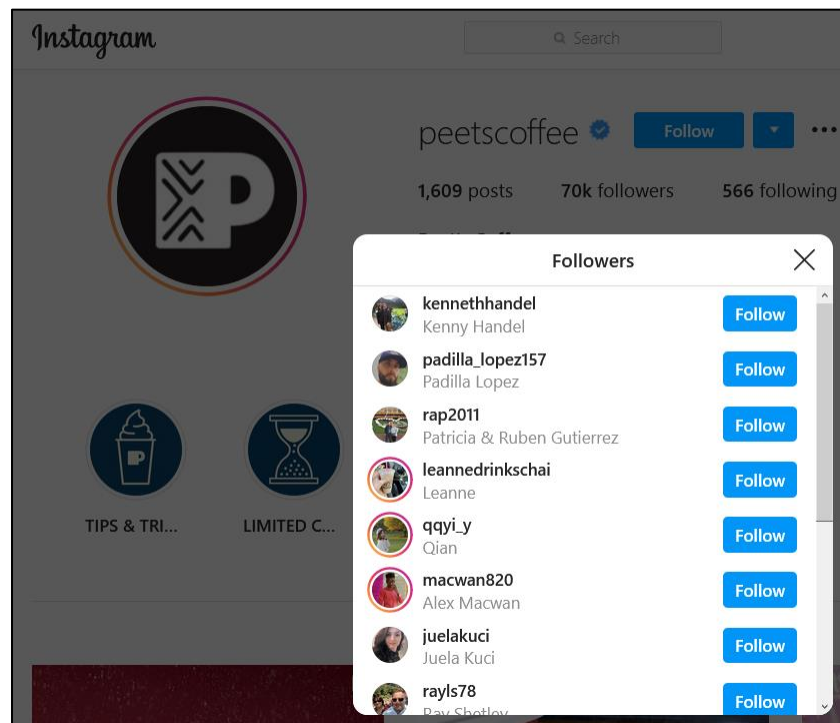 Instagram
Search
peetscoffee Follow
1,609 posts 70k followers 566 following
Followers
kennethhandel
Kenny Handel
Follow
padilla_lopez157
Padilla Lopez
Follow
rap2011
Patricia & Ruben Gutierrez
Follow
leannedrinkschai
Leanne
Follow
qqyi_y
Qian
Follow
macwan820
Alex Macwan
Follow
juelakuci
Juela Kuci
Follow
rayls78
Ray Shetley
Follow
P
P
TIPS & TRI... LIMITED C...